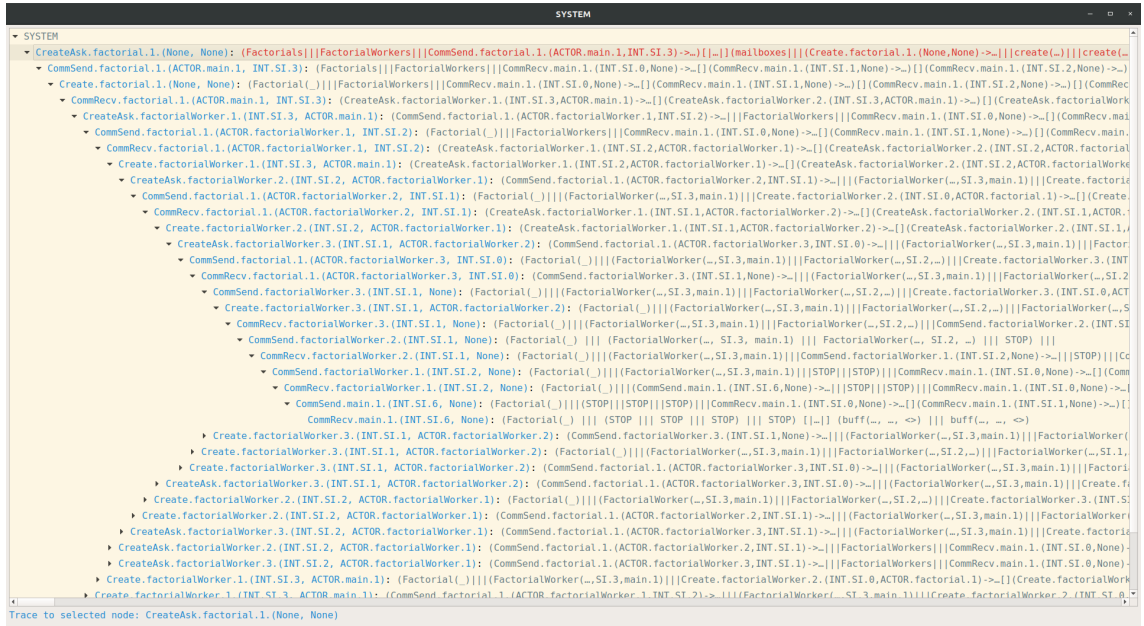 SYSTEM
SYSTEM
CreateAsk.factorial.1.(None, None): (Factorials|||FactorialWorkers|||CommSend.factorial.1.(ACTOR.main.1,INT.SI.3)->…)[|…|](mailboxes|||(Create.factorial.1.(None,None)->…|||create(…)|||create(…
CommSend.factorial.1.(ACTOR.main.1, INT.SI.3): (Factorials|||FactorialWorkers|||CommRecv.main.1.(INT.SI.0,None)->…[](CommRecv.main.1.(INT.SI.1,None)->…)[](CommRecv.main.1.(INT.SI.2,None)->…)
Create.factorial.1.(None, None): (Factorial(_)|||FactorialWorkers|||CommRecv.main.1.(INT.SI.0,None)->…[](CommRecv.main.1.(INT.SI.1,None)->…)[](CommRecv.main.1.(INT.SI.2,None)->…)[](CommRec
CommRecv.factorial.1.(ACTOR.main.1, INT.SI.3): (CreateAsk.factorialWorker.1.(INT.SI.3,ACTOR.main.1)->…[](CreateAsk.factorialWorker.2.(INT.SI.3,ACTOR.main.1)->…)[](CreateAsk.factorialWork
CreateAsk.factorialWorker.1.(INT.SI.3, ACTOR.main.1): (CommSend.factorial.1.(ACTOR.factorialWorker.1,INT.SI.2)->…|||FactorialWorkers|||CommRecv.main.1.(INT.SI.0,None)->…[](CommRecv.mai
CommSend.factorial.1.(ACTOR.factorialWorker.1, INT.SI.2): (Factorial(_)|||FactorialWorkers|||CommRecv.main.1.(INT.SI.0,None)->…[](CommRecv.main.1.(INT.SI.1,None)->…)[](CommRecv.main.
CommRecv.factorial.1.(ACTOR.factorialWorker.1, INT.SI.2): (CreateAsk.factorialWorker.1.(INT.SI.2,ACTOR.factorialWorker.1)->…[](CreateAsk.factorialWorker.2.(INT.SI.2,ACTOR.factorial
Create.factorialWorker.1.(INT.SI.3, ACTOR.main.1): (CreateAsk.factorialWorker.1.(INT.SI.2,ACTOR.factorialWorker.1)->…[](CreateAsk.factorialWorker.2.(INT.SI.2,ACTOR.factorialWorke
CreateAsk.factorialWorker.2.(INT.SI.2, ACTOR.factorialWorker.1): (CommSend.factorial.1.(ACTOR.factorialWorker.2,INT.SI.1)->…|||(FactorialWorker(…,SI.3,main.1)|||Create.factoria
CommSend.factorial.1.(ACTOR.factorialWorker.2, INT.SI.1): (Factorial(_)|||(FactorialWorker(…,SI.3,main.1)|||Create.factorialWorker.2.(INT.SI.0,ACTOR.factorial.1)->…[](Create.
CommRecv.factorial.1.(ACTOR.factorialWorker.2, INT.SI.1): (CreateAsk.factorialWorker.1.(INT.SI.1,ACTOR.factorialWorker.2)->…[](CreateAsk.factorialWorker.2.(INT.SI.1,ACTOR.f
Create.factorialWorker.2.(INT.SI.2, ACTOR.factorialWorker.1): (CreateAsk.factorialWorker.1.(INT.SI.1,ACTOR.factorialWorker.2)->…[](CreateAsk.factorialWorker.2.(INT.SI.1,A
CreateAsk.factorialWorker.3.(INT.SI.1, ACTOR.factorialWorker.2): (CommSend.factorial.1.(ACTOR.factorialWorker.3,INT.SI.0)->…|||(FactorialWorker(…,SI.3,main.1)|||Factor
CommSend.factorial.1.(ACTOR.factorialWorker.3, INT.SI.0): (Factorial(_)|||(FactorialWorker(…,SI.3,main.1)|||FactorialWorker(…,SI.2,…)|||Create.factorialWorker.3.(INT
CommRecv.factorial.1.(ACTOR.factorialWorker.3, INT.SI.0): (CommSend.factorialWorker.3.(INT.SI.1,None)->…|||(FactorialWorker(…,SI.3,main.1)|||FactorialWorker(…,SI.2
CommSend.factorialWorker.3.(INT.SI.1, None): (Factorial(_)|||(FactorialWorker(…,SI.3,main.1)|||FactorialWorker(…,SI.2,…)|||Create.factorialWorker.3.(INT.SI.0,ACT
Create.factorialWorker.3.(INT.SI.1, ACTOR.factorialWorker.2): (Factorial(_)|||(FactorialWorker(…,SI.3,main.1)|||FactorialWorker(…,SI.2,…)|||FactorialWorker(…,S
CommRecv.factorialWorker.3.(INT.SI.1, None): (Factorial(_)|||(FactorialWorker(…,SI.3,main.1)|||FactorialWorker(…,SI.2,…)|||CommSend.factorialWorker.2.(INT.SI
CommSend.factorialWorker.2.(INT.SI.1, None): (Factorial(_) ||| (FactorialWorker(…, SI.3, main.1) ||| FactorialWorker(…, SI.2, …) ||| STOP) |||
CommRecv.factorialWorker.2.(INT.SI.1, None): (Factorial(_)|||(FactorialWorker(…,SI.3,main.1)|||CommSend.factorialWorker.1.(INT.SI.2,None)->…|||STOP)|||Co
CommSend.factorialWorker.1.(INT.SI.2, None): (Factorial(_)|||(FactorialWorker(…,SI.3,main.1)|||STOP|||STOP)|||CommRecv.main.1.(INT.SI.0,None)->…[](Comm
CommRecv.factorialWorker.1.(INT.SI.2, None): (Factorial(_)|||(CommSend.main.1.(INT.SI.6,None)->…|||STOP|||STOP)|||CommRecv.main.1.(INT.SI.0,None)->…[
CommSend.main.1.(INT.SI.6, None): (Factorial(_)|||(STOP|||STOP|||STOP)|||CommRecv.main.1.(INT.SI.0,None)->…[](CommRecv.main.1.(INT.SI.1,None)->…)[]
CommRecv.main.1.(INT.SI.6, None): (Factorial(_) ||| (STOP ||| STOP ||| STOP) ||| STOP) [|…|] (buff(…, …, <>) ||| buff(…, …, <>)
Create.factorialWorker.3.(INT.SI.1, ACTOR.factorialWorker.2): (CommSend.factorialWorker.3.(INT.SI.1,None)->…|||(FactorialWorker(…,SI.3,main.1)|||FactorialWorker(
Create.factorialWorker.3.(INT.SI.1, ACTOR.factorialWorker.2): (Factorial(_)|||(FactorialWorker(…,SI.3,main.1)|||FactorialWorker(…,SI.2,…)|||FactorialWorker(…,SI.1,
Create.factorialWorker.3.(INT.SI.1, ACTOR.factorialWorker.2): (CommSend.factorial.1.(ACTOR.factorialWorker.3,INT.SI.0)->…|||(FactorialWorker(…,SI.3,main.1)|||Factori
CreateAsk.factorialWorker.3.(INT.SI.1, ACTOR.factorialWorker.2): (CommSend.factorial.1.(ACTOR.factorialWorker.3,INT.SI.0)->…|||(FactorialWorker(…,SI.3,main.1)|||Create.fa
Create.factorialWorker.2.(INT.SI.2, ACTOR.factorialWorker.1): (Factorial(_)|||(FactorialWorker(…,SI.3,main.1)|||FactorialWorker(…,SI.2,…)|||Create.factorialWorker.3.(INT.SI
Create.factorialWorker.2.(INT.SI.2, ACTOR.factorialWorker.1): (CommSend.factorial.1.(ACTOR.factorialWorker.2,INT.SI.1)->…|||(FactorialWorker(…,SI.3,main.1)|||FactorialWorker(
CreateAsk.factorialWorker.3.(INT.SI.2, ACTOR.factorialWorker.1): (CommSend.factorial.1.(ACTOR.factorialWorker.3,INT.SI.1)->…|||(FactorialWorker(…,SI.3,main.1)|||Create.factoria
CreateAsk.factorialWorker.2.(INT.SI.2, ACTOR.factorialWorker.1): (CommSend.factorial.1.(ACTOR.factorialWorker.2,INT.SI.1)->…|||FactorialWorkers|||CommRecv.main.1.(INT.SI.0,None)-
CreateAsk.factorialWorker.3.(INT.SI.2, ACTOR.factorialWorker.1): (CommSend.factorial.1.(ACTOR.factorialWorker.3,INT.SI.1)->…|||FactorialWorkers|||CommRecv.main.1.(INT.SI.0,None)-
Create.factorialWorker.1.(INT.SI.3, ACTOR.main.1): (Factorial(_)|||(FactorialWorker(…,SI.3,main.1)|||Create.factorialWorker.2.(INT.SI.0,ACTOR.factorial.1)->…[](Create.factorialWork
Create.factorialWorker.1.(INT.SI.3, ACTOR.main.1): (CommSend.factorial.1.(ACTOR.factorialWorker.1,INT.SI.2)->…|||(FactorialWorker(…,SI.3,main.1)|||Create.factorialWorker.2.(INT.SI.0,
Trace to selected node: CreateAsk.factorial.1.(None, None)